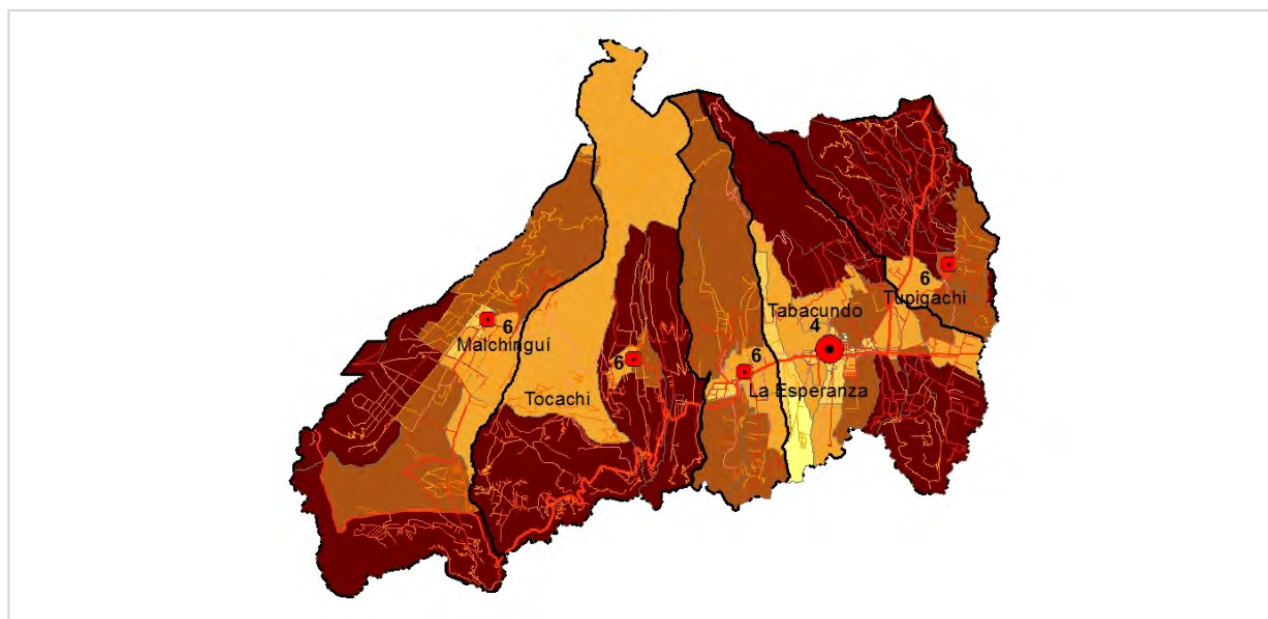 6
Tupigachi
Tabacundo
4
6
Malchinguí
6
6
La Esperanza
Tocachi